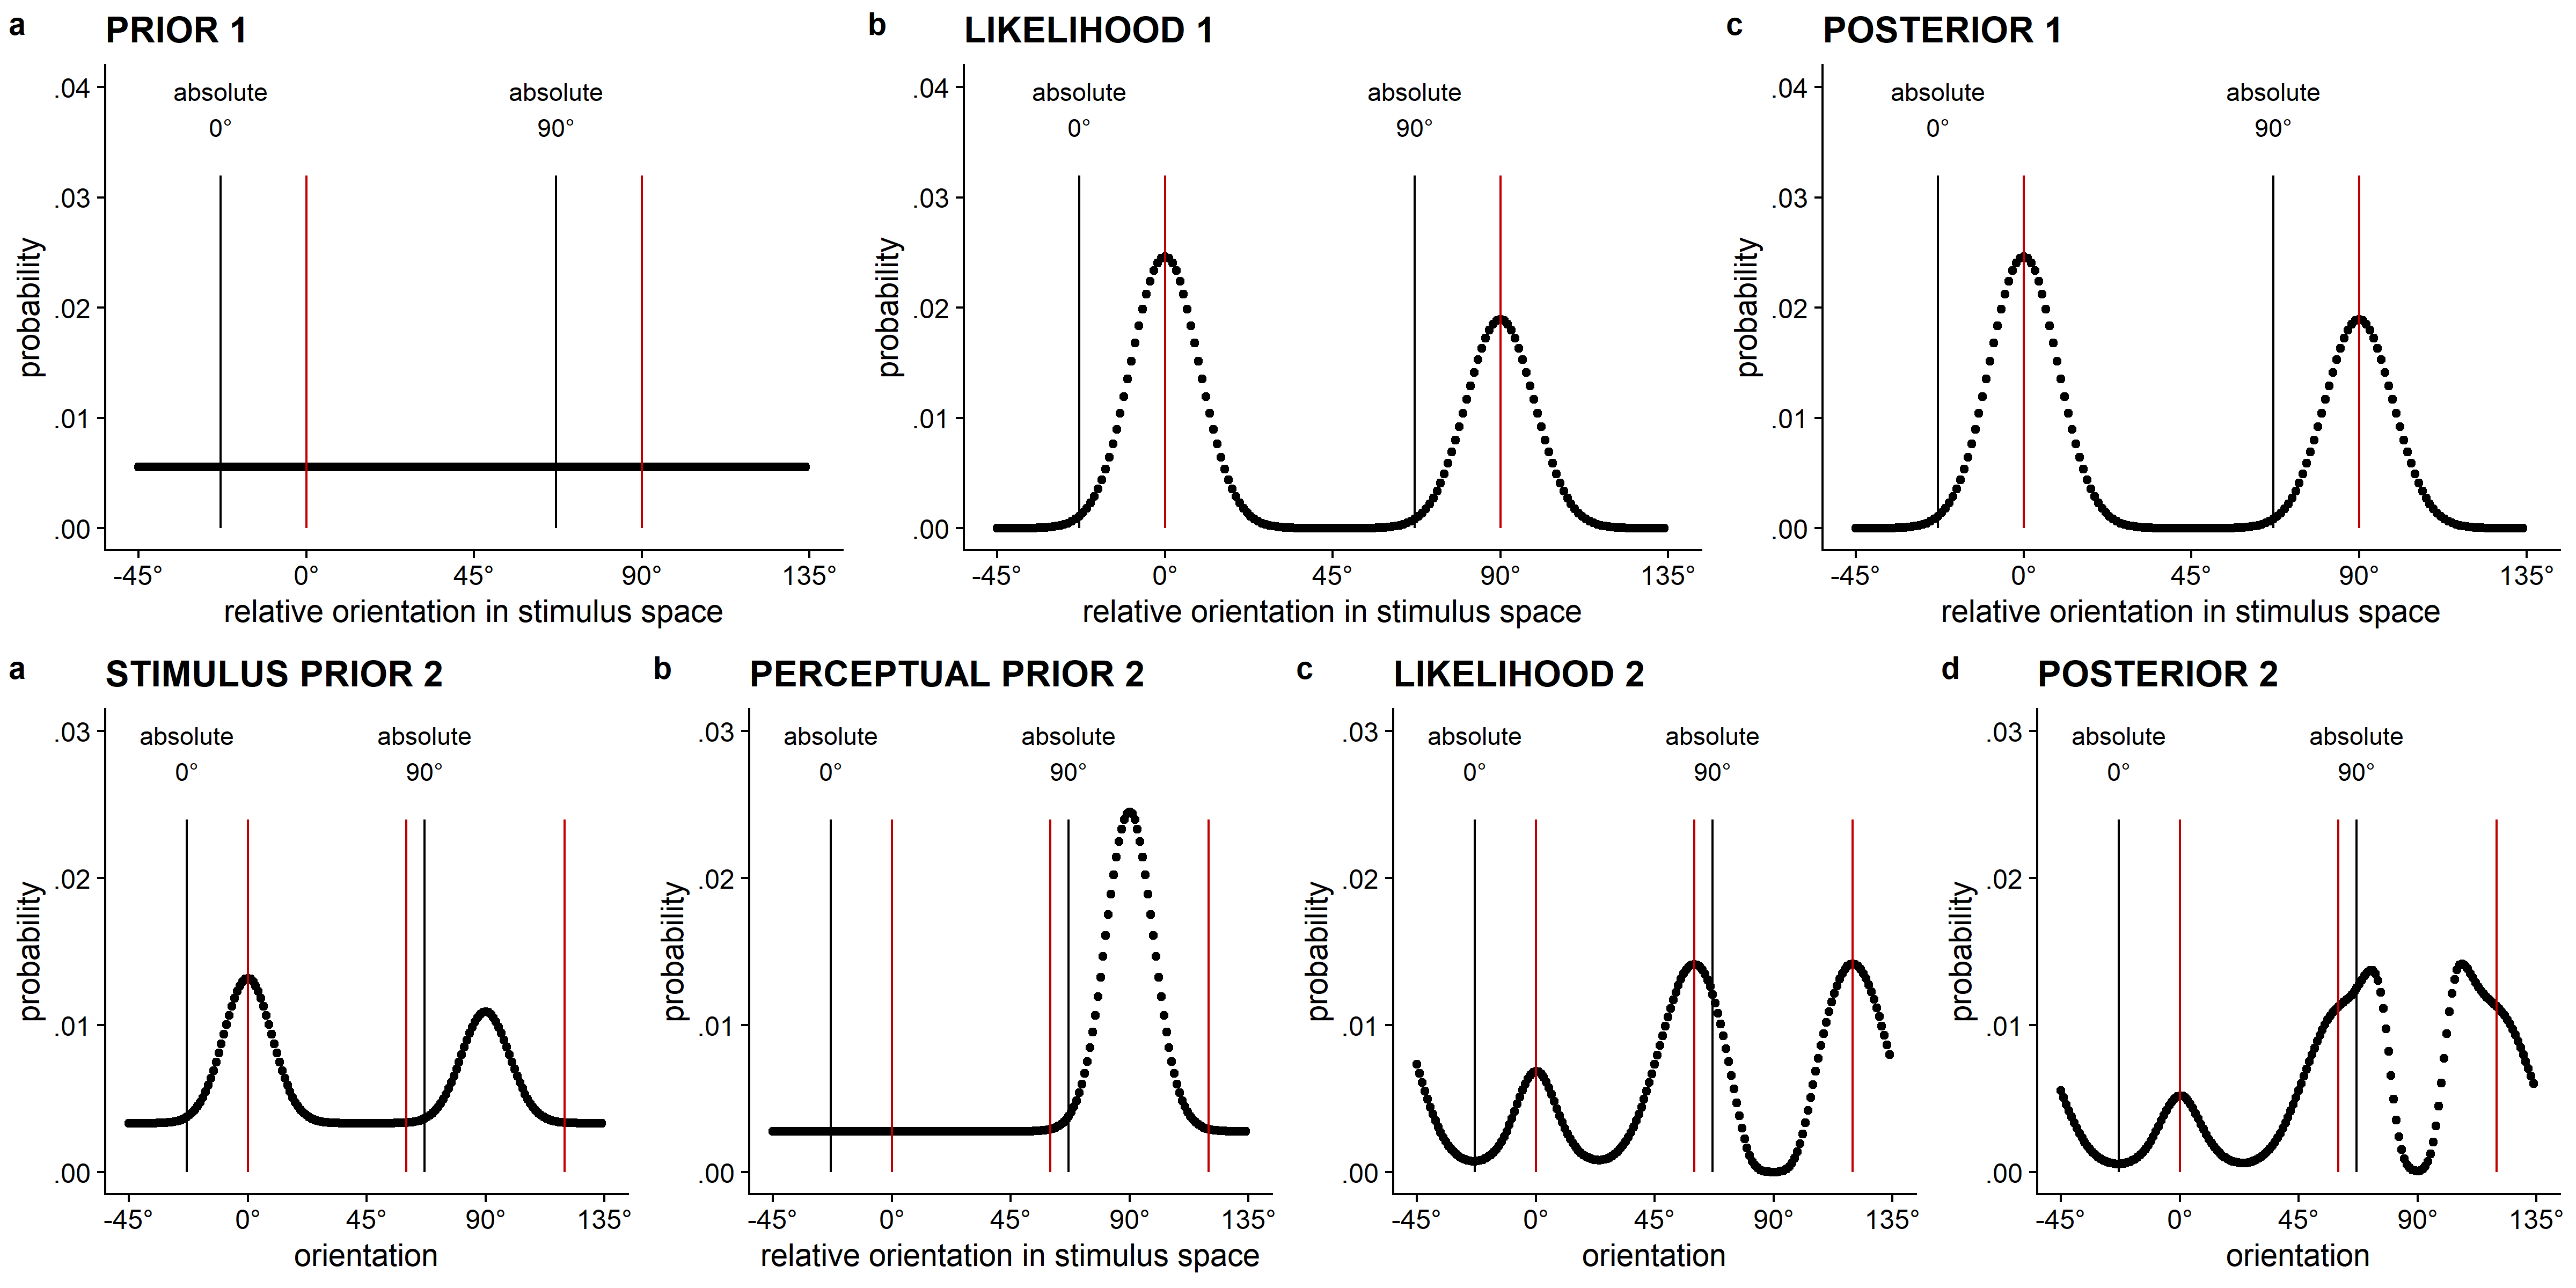 a PRIOR 1
absolute 0°
absolute 90°
.04
.03
.02
.01
.00
probability
-45° 0° 45° 90° 135°
relative orientation in stimulus space
b LIKELIHOOD 1
absolute 0°
absolute 90°
.04
.03
.02
.01
.00
probability
-45° 0° 45° 90° 135°
relative orientation in stimulus space
c POSTERIOR 1
absolute 0°
absolute 90°
.04
.03
.02
.01
.00
probability
-45° 0° 45° 90° 135°
relative orientation in stimulus space
a STIMULUS PRIOR 2
absolute 0°
absolute 90°
.03
.02
.01
.00
probability
-45° 0° 45° 90° 135°
orientation
b PERCEPTUAL PRIOR 2
absolute 0°
absolute 90°
.03
.02
.01
.00
probability
-45° 0° 45° 90° 135°
relative orientation in stimulus space
c LIKELIHOOD 2
absolute 0°
absolute 90°
.03
.02
.01
.00
probability
-45° 0° 45° 90° 135°
orientation
d POSTERIOR 2
absolute 0°
absolute 90°
.03
.02
.01
.00
probability
-45° 0° 45° 90° 135°
orientation